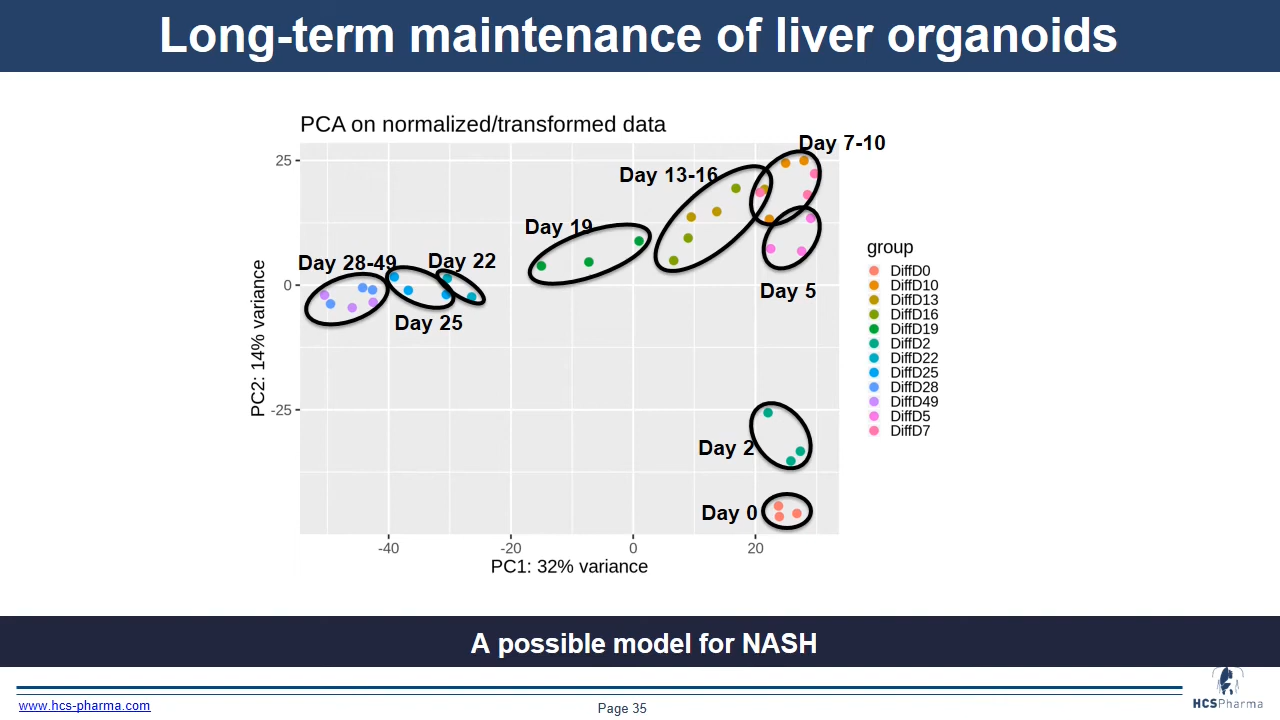 Long-term maintenance of liver organoids
PCA on normalized/transformed data
Day 7-10
Day 13-16
Day 19
Day 28-49
Day 22
Day 25
Day 5
Day 2
Day 0
25
0
-25
PC2: 14% variance
-40
-20
0
20
PC1: 32% variance
group
DiffD0
DiffD10
DiffD13
DiffD16
DiffD19
DiffD2
DiffD22
DiffD25
DiffD28
DiffD49
DiffD5
DiffD7
A possible model for NASH
www.hcs-pharma.com
Page 35
HCSPharma